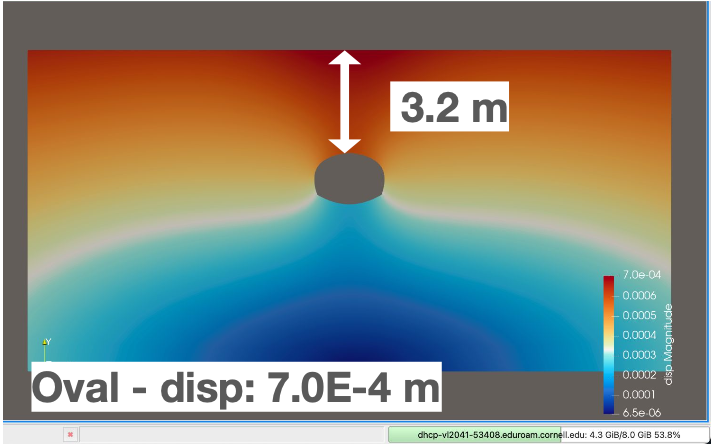 3.2 m
7.0e-04
0.0006
0.0005
0.0004
0.0003
0.0002
0.0001
6.5e-06
disp Magnitude
Y
Oval - disp: 7.0E-4 m
dhcp-vl2041-53408.eduroam.cornell.edu: 4.3 GiB/8.0 GiB 53.8%